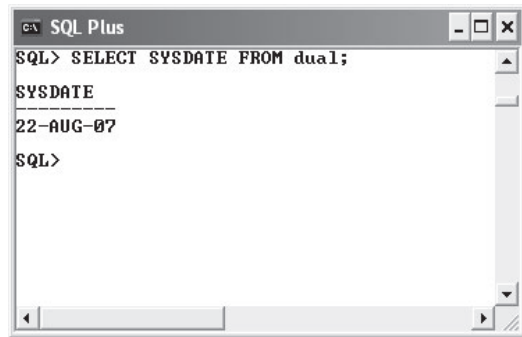 SQL Plus
SQL> SELECT SYSDATE FROM dual;
SYSDATE
---------
22-AUG-07
SQL>